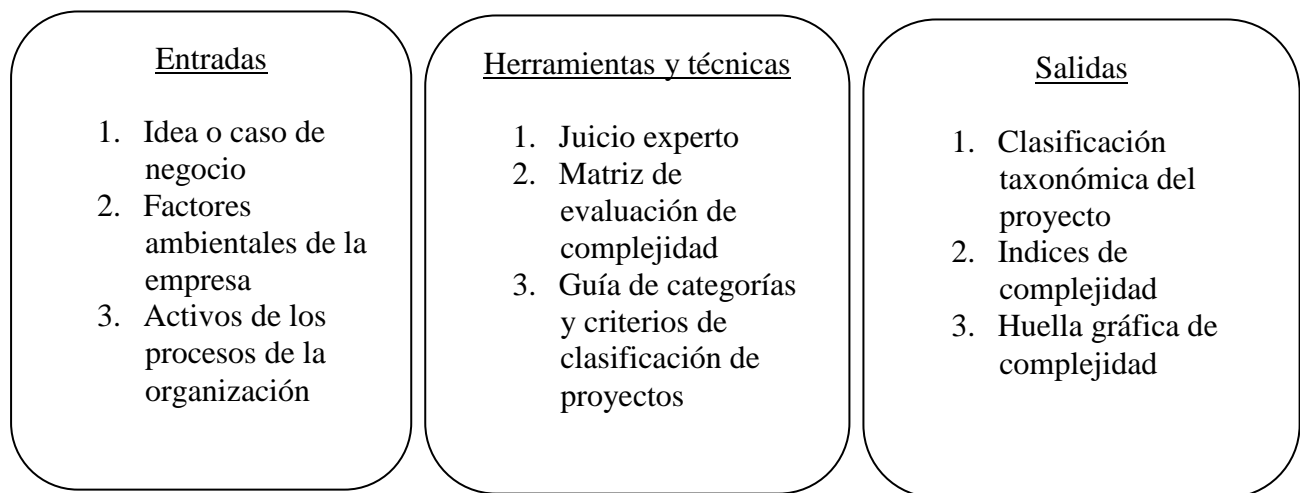 Entradas
1. Idea o caso de
negocio
2. Factores
ambientales de la
empresa
3. Activos de los
procesos de la
organización
Herramientas y técnicas
1. Juicio experto
2. Matriz de
evaluación de
complejidad
3. Guía de categorías
y criterios de
clasificación de
proyectos
Salidas
1. Clasificación
taxonómica del
proyecto
2. Indices de
complejidad
3. Huella gráfica de
complejidad